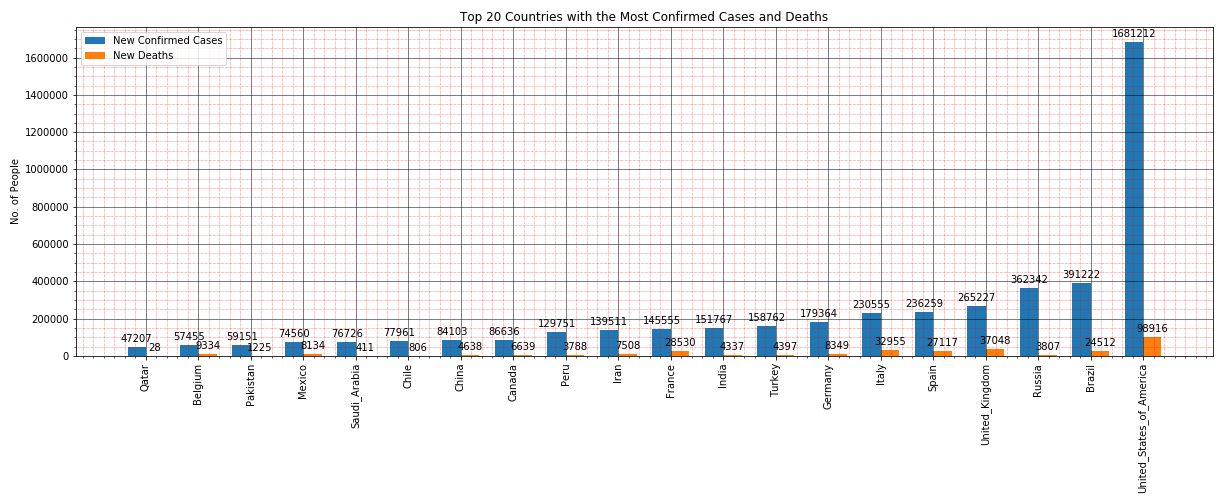 Top 20 Countries with the Most Confirmed Cases and Deaths
New Confirmed Cases
New Deaths
No. of People
1600000
1400000
1200000
1000000
800000
600000
400000
200000
0
47207
28
57455
9334
59151
1225
74560
8134
76726
411
77961
806
84103
4638
86636
6639
129751
3788
139511
7508
145555
28530
151767
4337
158762
4397
179364
8349
230555
32955
236259
27117
265227
37048
362342
3807
391222
24512
1681212
98916
Qatar
Belgium
Pakistan
Mexico
Saudi_Arabia
Chile
China
Canada
Peru
Iran
France
India
Turkey
Germany
Italy
Spain
United_Kingdom
Russia
Brazil
United_States_of_America